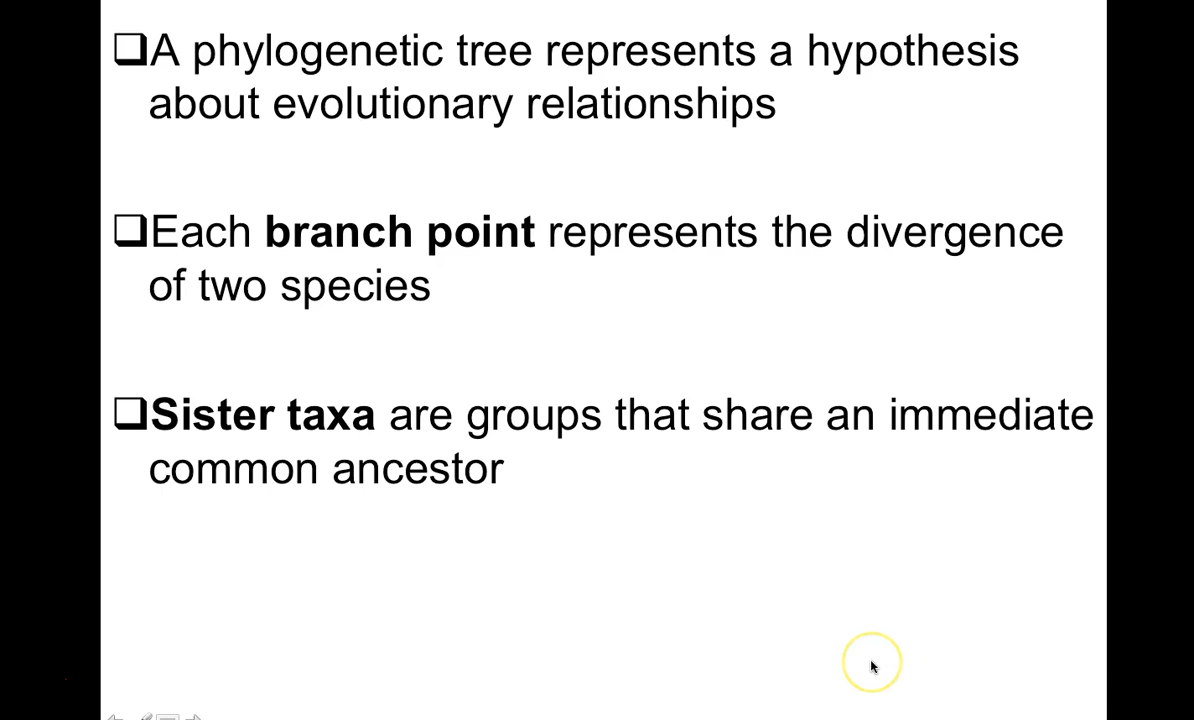 ❑A phylogenetic tree represents a hypothesis
about evolutionary relationships
❑Each branch point represents the divergence
of two species
❑Sister taxa are groups that share an immediate
common ancestor